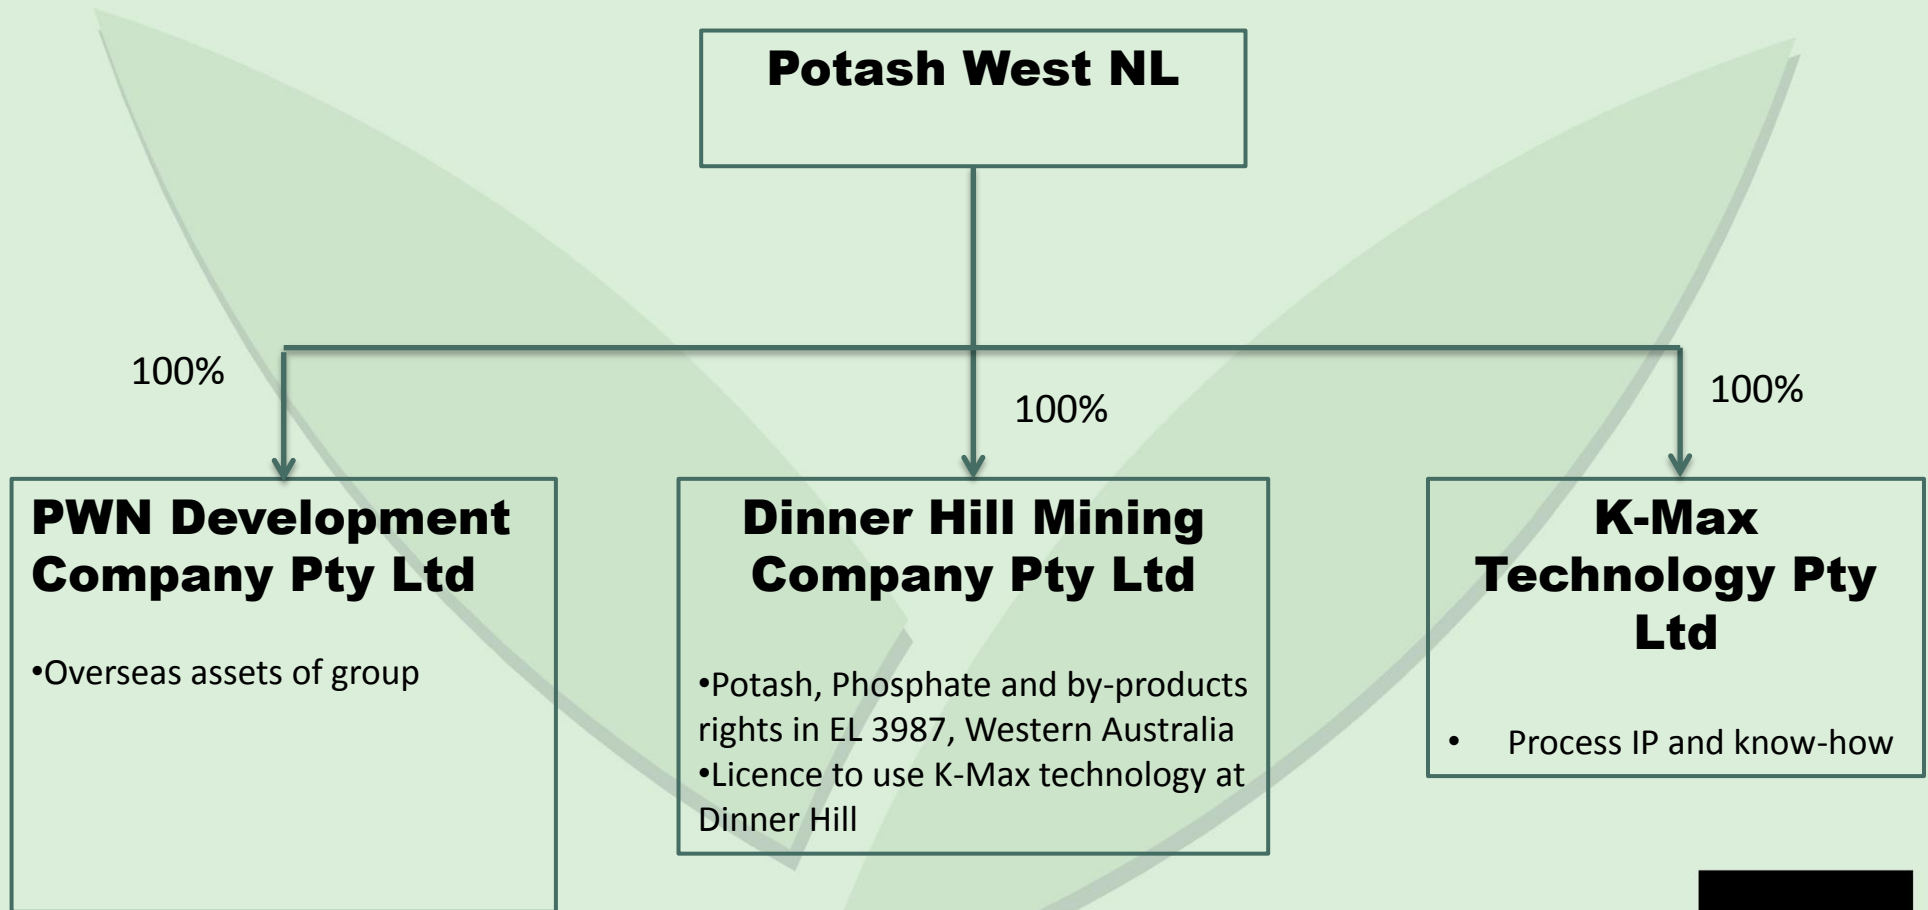 Potash West NL
100%
100%
100%
PWN Development
Company Pty Ltd
•Overseas assets of group
Dinner Hill Mining
Company Pty Ltd
•Potash, Phosphate and by-products
rights in EL 3987, Western Australia
•Licence to use K-Max technology at
Dinner Hill
K-Max
Technology Pty
Ltd
• Process IP and know-how